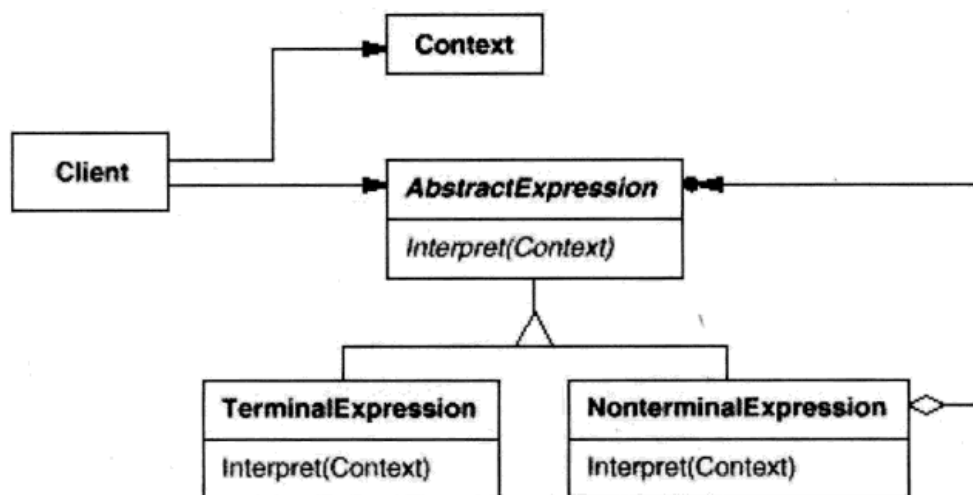 Context
Client
AbstractExpression
Interpret(Context)
TerminalExpression
NonterminalExpression
Interpret(Context)
Interpret(Context)